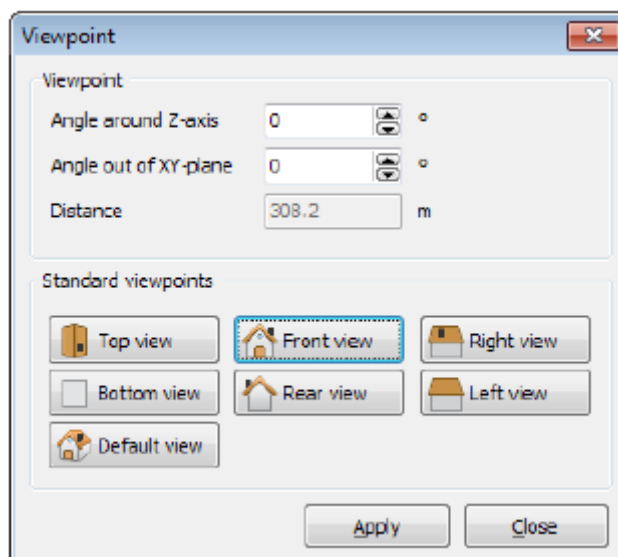 Viewpoint
Viewpoint
Angle around Z-axis 0 °
Angle out of XY-plane 0 °
Distance 308.2 m
Standard viewpoints
Top view Front view Right view
Bottom view Rear view Left view
Default view
Apply Close